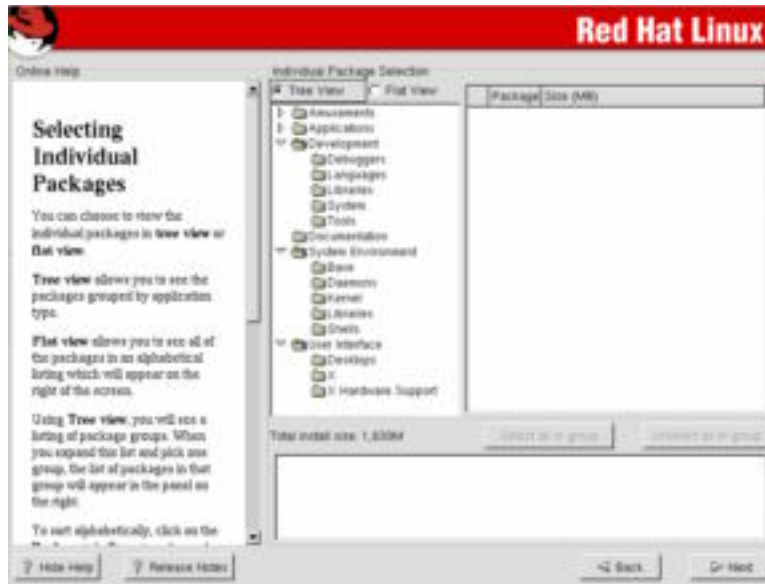 Red Hat Linux
Online Help
Selecting
Individual
Packages
You can choose to view the
individual packages in tree view or
flat view.
Tree view allows you to see the
packages grouped by application
type.
Flat view allows you to see all of
the packages in an alphabetical
listing which will appear on the
right of the screen.
Using Tree view, you will see a
listing of package groups. When
you expand this list and pick one
group, the list of packages in that
group will appear in the panel on
the right.
To sort alphabetically, click on the
Individual Package Selection
Tree View Flat View
Amusements
Applications
Development
Debuggers
Languages
Libraries
System
Tools
Documentation
System Environment
Base
Daemons
Kernel
Libraries
Shells
User Interface
Desktops
X
X Hardware Support
Package Size (MB)
Total install size: 
Select all in group Unselect all in group
Hide Help Release Notes
Back Next